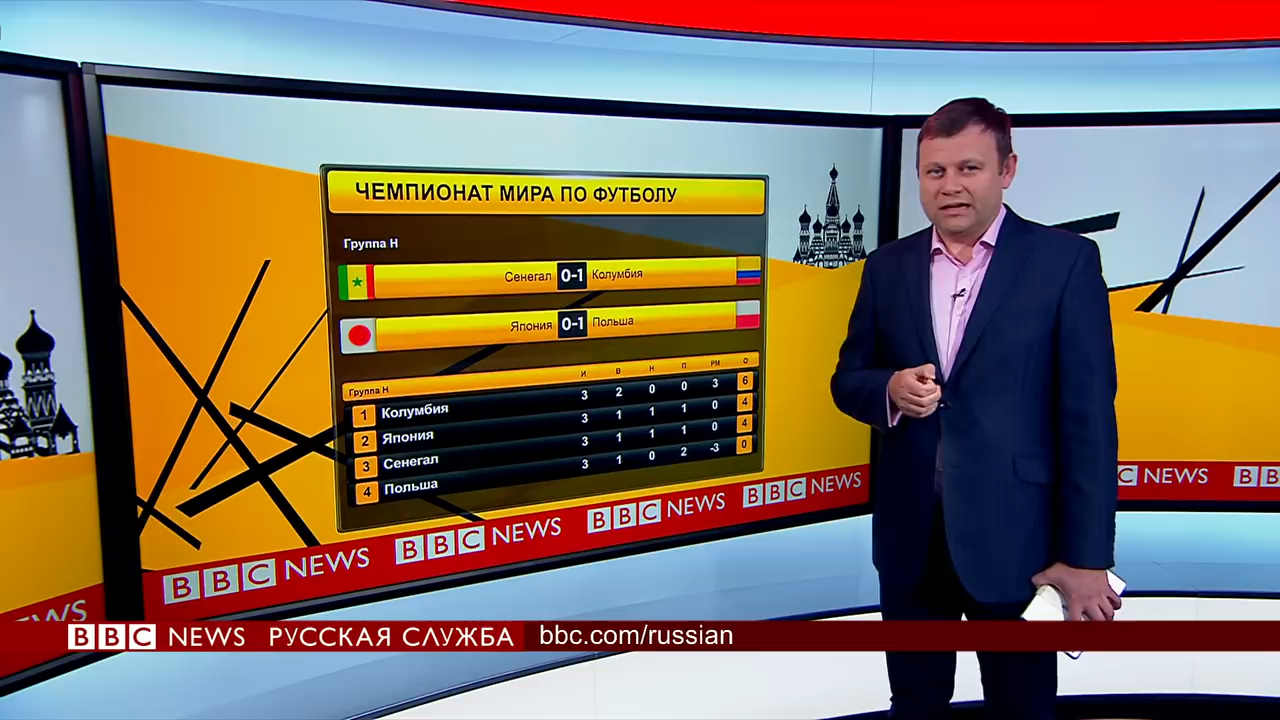 ЧЕМПИОНАТ МИРА ПО ФУТБОЛУ
Группа H
Сенегал 0-1 Колумбия
Япония 0-1 Польша
Группа H И В Н П РМ О
1 Колумбия 3 2 0 0 3 6
2 Япония 3 1 1 1 0 4
3 Сенегал 3 1 1 1 0 4
4 Польша 3 1 0 2 -3 0
BBC NEWS BBC NEWS BBC NEWS BBC NEWS
C NEWS BB
NEWS
BBC NEWS РУССКАЯ СЛУЖБА bbc.com/russian